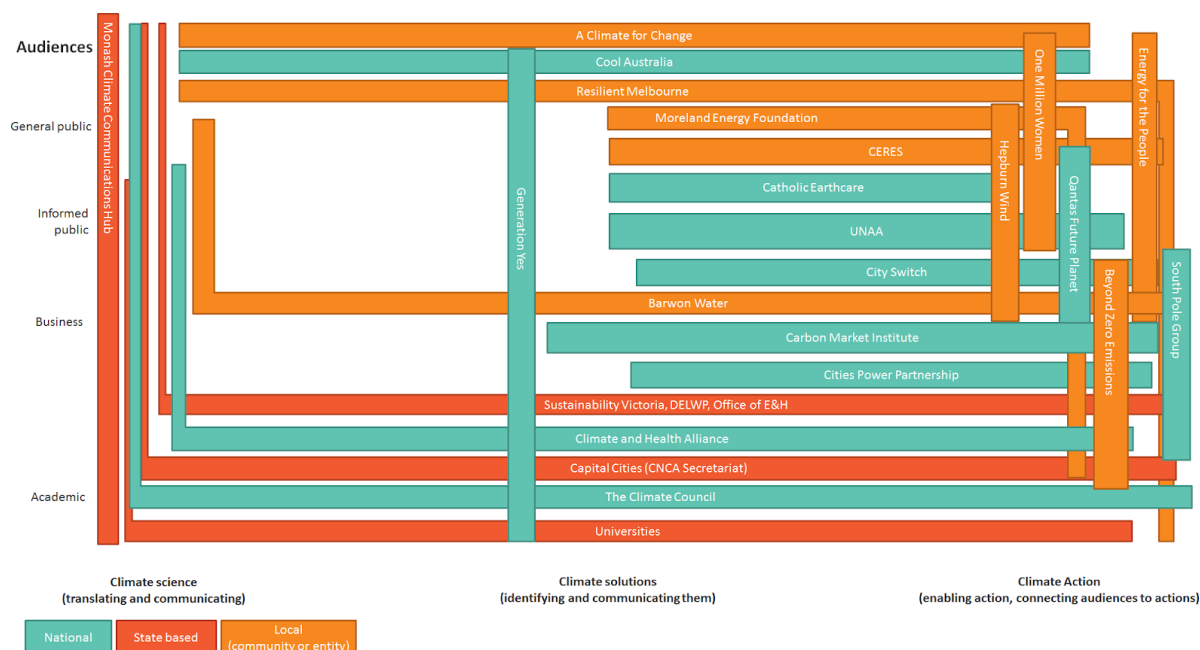 Audiences
General public
Informed
public
Business
Academic
Monash Climate Communications Hub
A Climate for Change
Cool Australia
Resilient Melbourne
Moreland Energy Foundation
CERES
Catholic Earthcare
UNAA
City Switch
Barwon Water
Carbon Market Institute
Cities Power Partnership
Sustainability Victoria, DELWP, Office of E&H
Climate and Health Alliance
Capital Cities (CNCA Secretariat)
The Climate Council
Universities
Generation Yes
Hepburn Wind
One Million Women
Qantas Future Planet
Beyond Zero Emissions
Energy for the People
South Pole Group
Climate science
(translating and communicating)
Climate solutions
(identifying and communicating them)
Climate Action
(enabling action, connecting audiences to actions)
National
State based
Local
(community or entity)